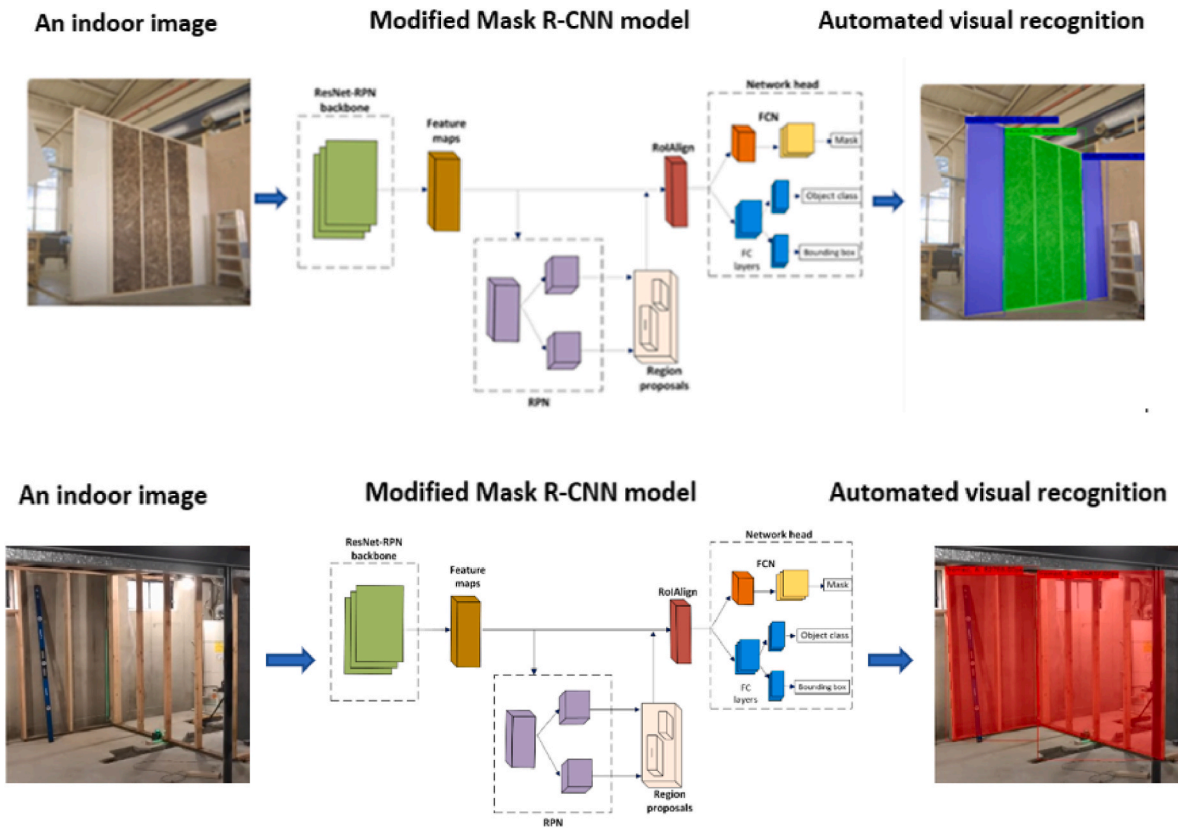 An indoor image
Modified Mask R-CNN model
Automated visual recognition
ResNet-RPN
backbone
Feature
maps
RPN
Region
proposals
RoIAlign
Network head
FCN
Mask
Object class
FC
layers
Bounding box
An indoor image
Modified Mask R-CNN model
Automated visual recognition
ResNet-RPN
backbone
Feature
maps
RPN
Region
proposals
RoIAlign
Network head
FCN
Mask
Object class
FC
layers
Bounding box